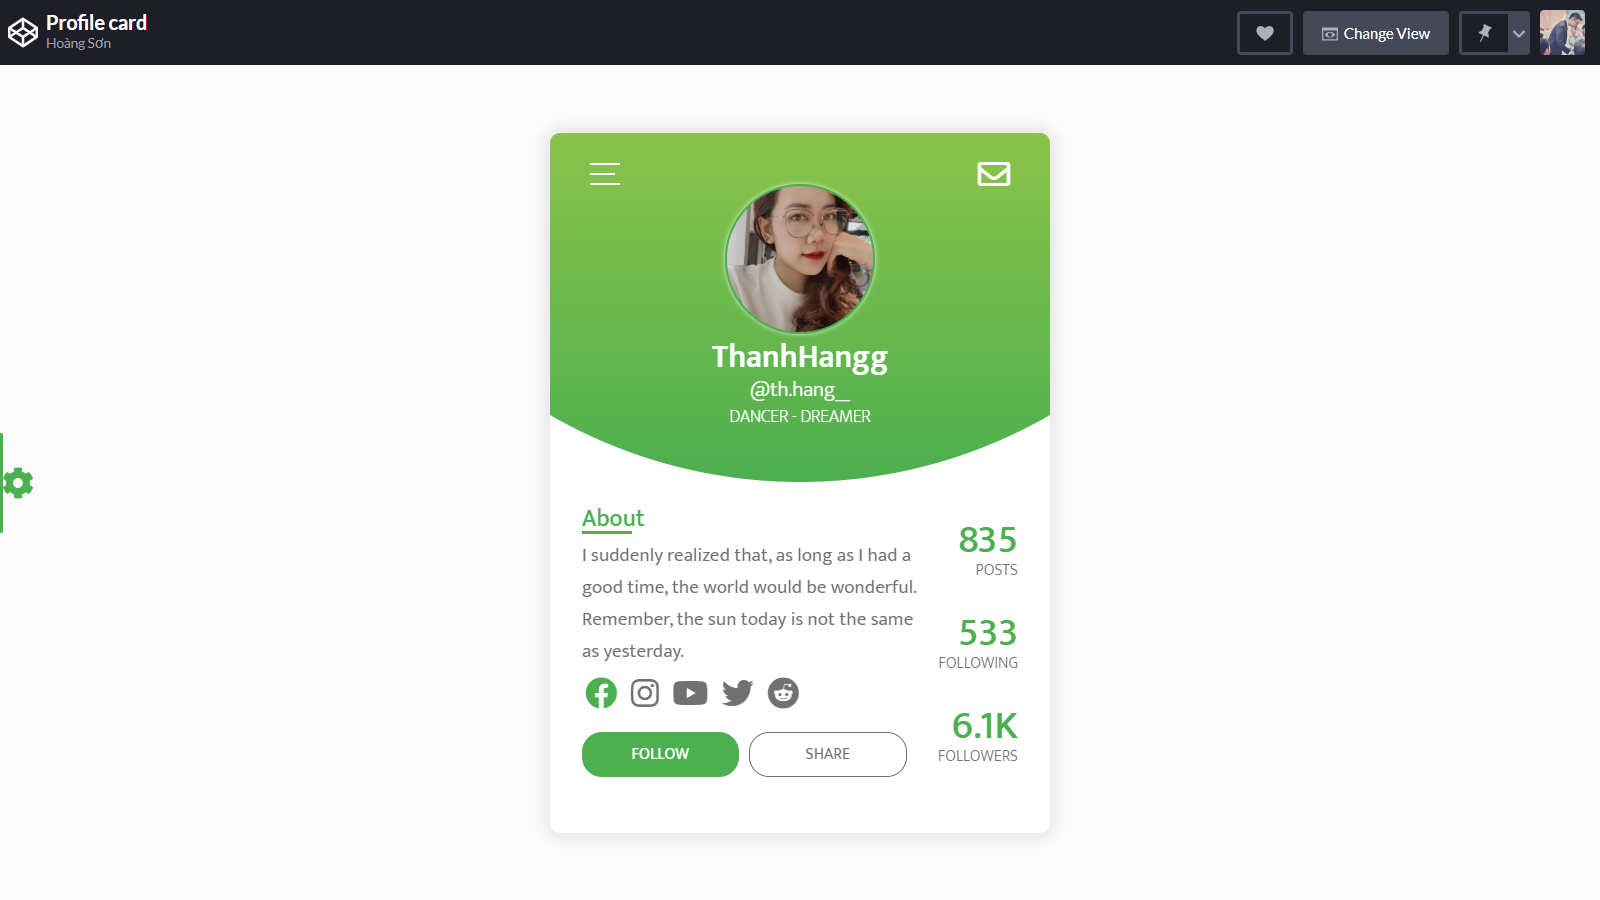 Profile card
Hoàng Sơn
Change View
ThanhHangg
@th.hang__
DANCER - DREAMER
About
I suddenly realized that, as long as I had a
good time, the world would be wonderful.
Remember, the sun today is not the same
as yesterday.
FOLLOW
SHARE
835
POSTS
533
FOLLOWING
6.1K
FOLLOWERS